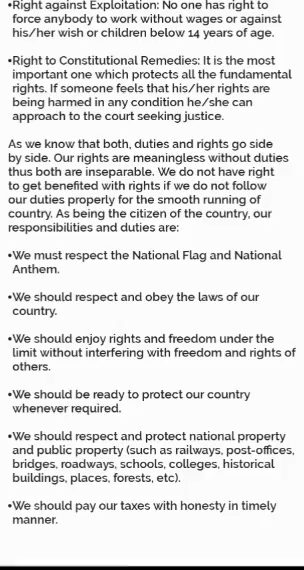 •Right against Exploitation: No one has right to
force anybody to work without wages or against
his/her wish or children below 14 years of age.
•Right to Constitutional Remedies: It is the most
important one which protects all the fundamental
rights. If someone feels that his/her rights are
being harmed in any condition he/she can
approach to the court seeking justice.
As we know that both, duties and rights go side
by side. Our rights are meaningless without duties
thus both are inseparable. We do not have right
to get benefited with rights if we do not follow
our duties properly for the smooth running of
country. As being the citizen of the country, our
responsibilities and duties are:
•We must respect the National Flag and National
Anthem.
•We should respect and obey the laws of our
country.
•We should enjoy rights and freedom under the
limit without interfering with freedom and rights of
others.
•We should be ready to protect our country
whenever required.
•We should respect and protect national property
and public property (such as railways, post-offices,
bridges, roadways, schools, colleges, historical
buildings, places, forests, etc).
•We should pay our taxes with honesty in timely
manner.